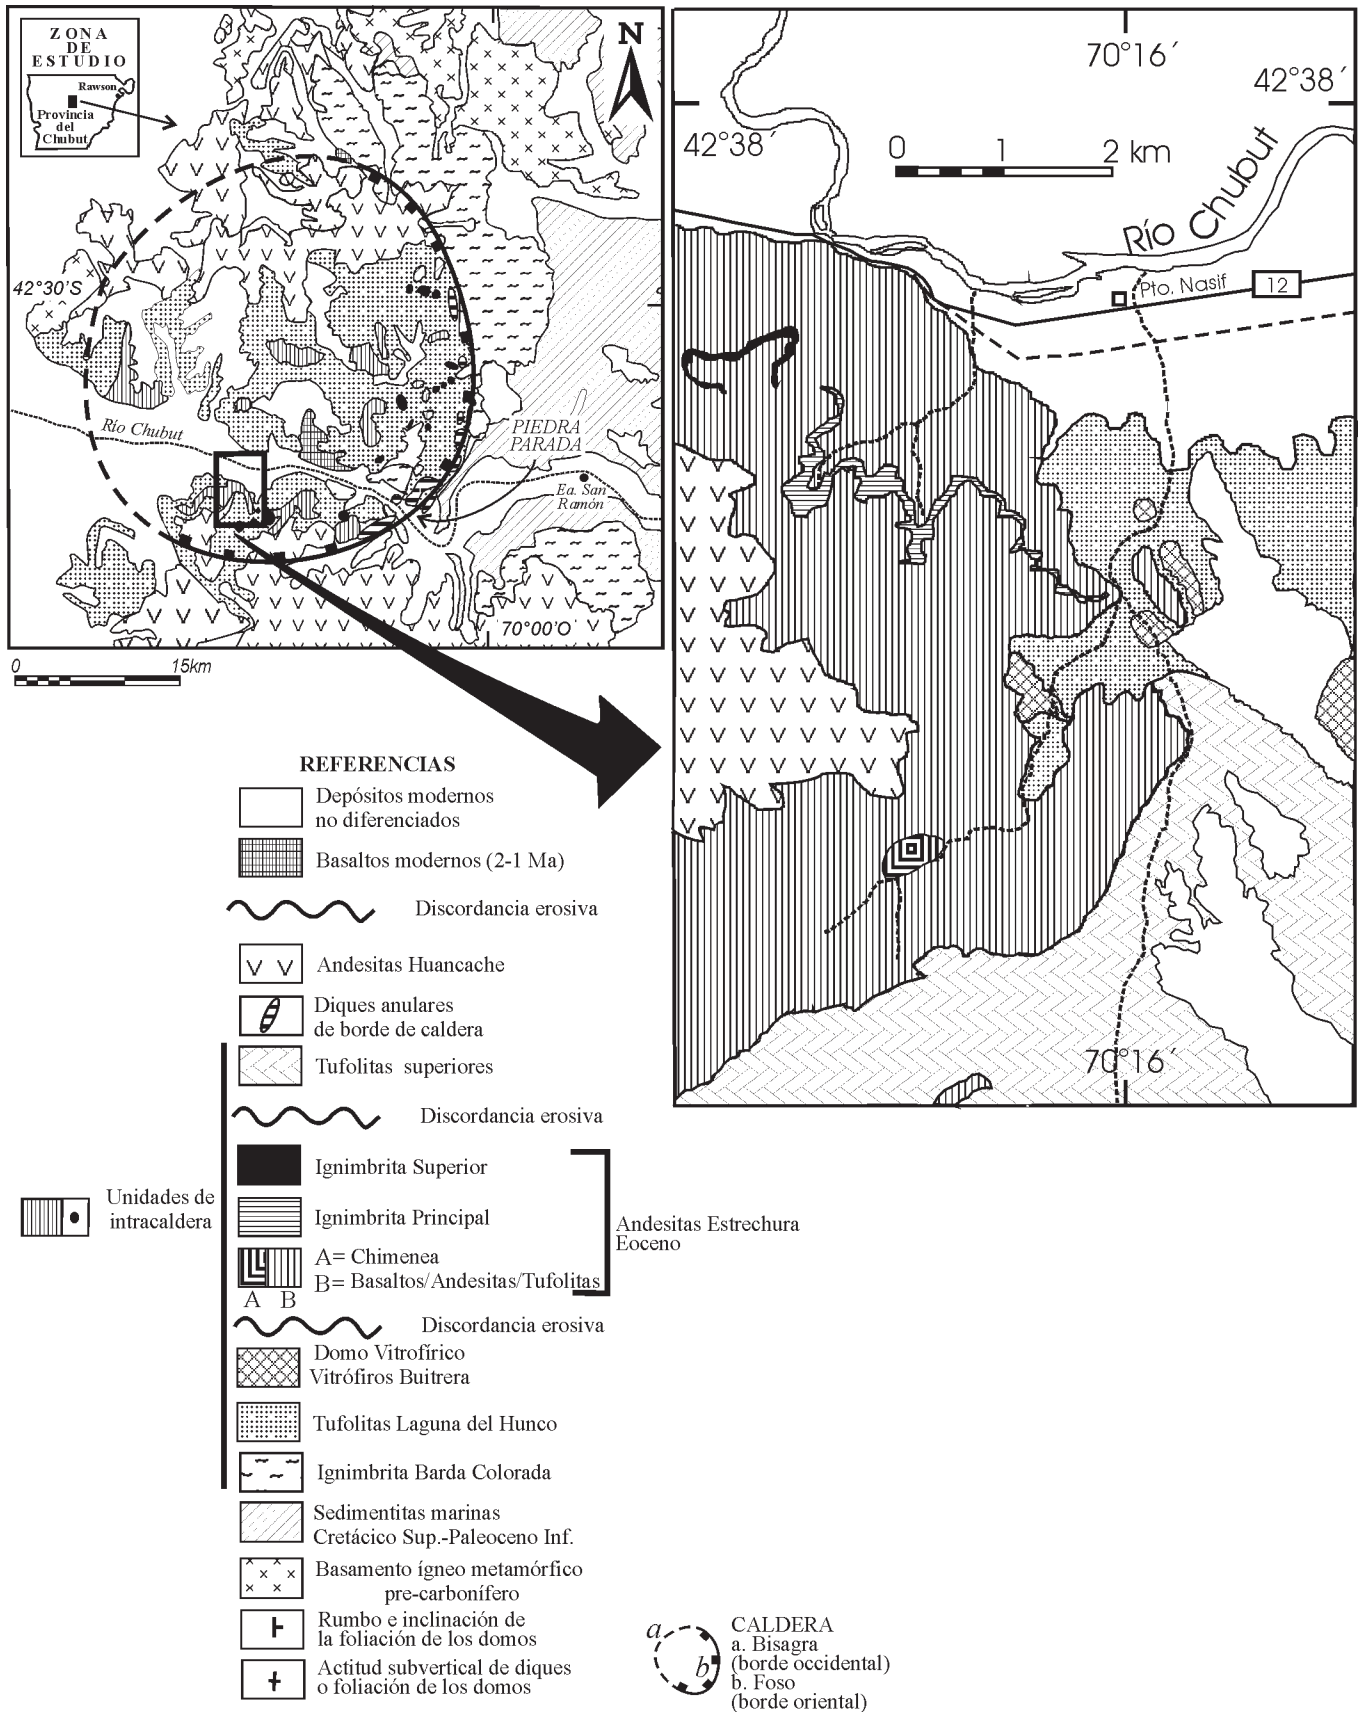 ZONA
DE
ESTUDIO
Rawson
Provincia
del
Chubut
N
42°30'S
Río Chubut
PIEDRA
PARADA
Ea. San
Ramón
70°00'O
0 15km
70°16´
42°38´
42°38´
0 1 2 km
Río Chubut
Pto. Nasif
12
70°16´
REFERENCIAS
Depósitos modernos
no diferenciados
Basaltos modernos (2-1 Ma)
Discordancia erosiva
Andesitas Huancache
Diques anulares
de borde de caldera
Tufolitas superiores
Discordancia erosiva
Ignimbrita Superior
Ignimbrita Principal
A= Chimenea
B= Basaltos/Andesitas/Tufolitas
A B
Andesitas Estrechura
Eoceno
Unidades de
intracaldera
Discordancia erosiva
Domo Vitrofírico
Vitrófiros Buitrera
Tufolitas Laguna del Hunco
Ignimbrita Barda Colorada
Sedimentitas marinas
Cretácico Sup.-Paleoceno Inf.
Basamento ígneo metamórfico
pre-carbonífero
Rumbo e inclinación de
la foliación de los domos
Actitud subvertical de diques
o foliación de los domos
a
b
CALDERA
a. Bisagra
(borde occidental)
b. Foso
(borde oriental)